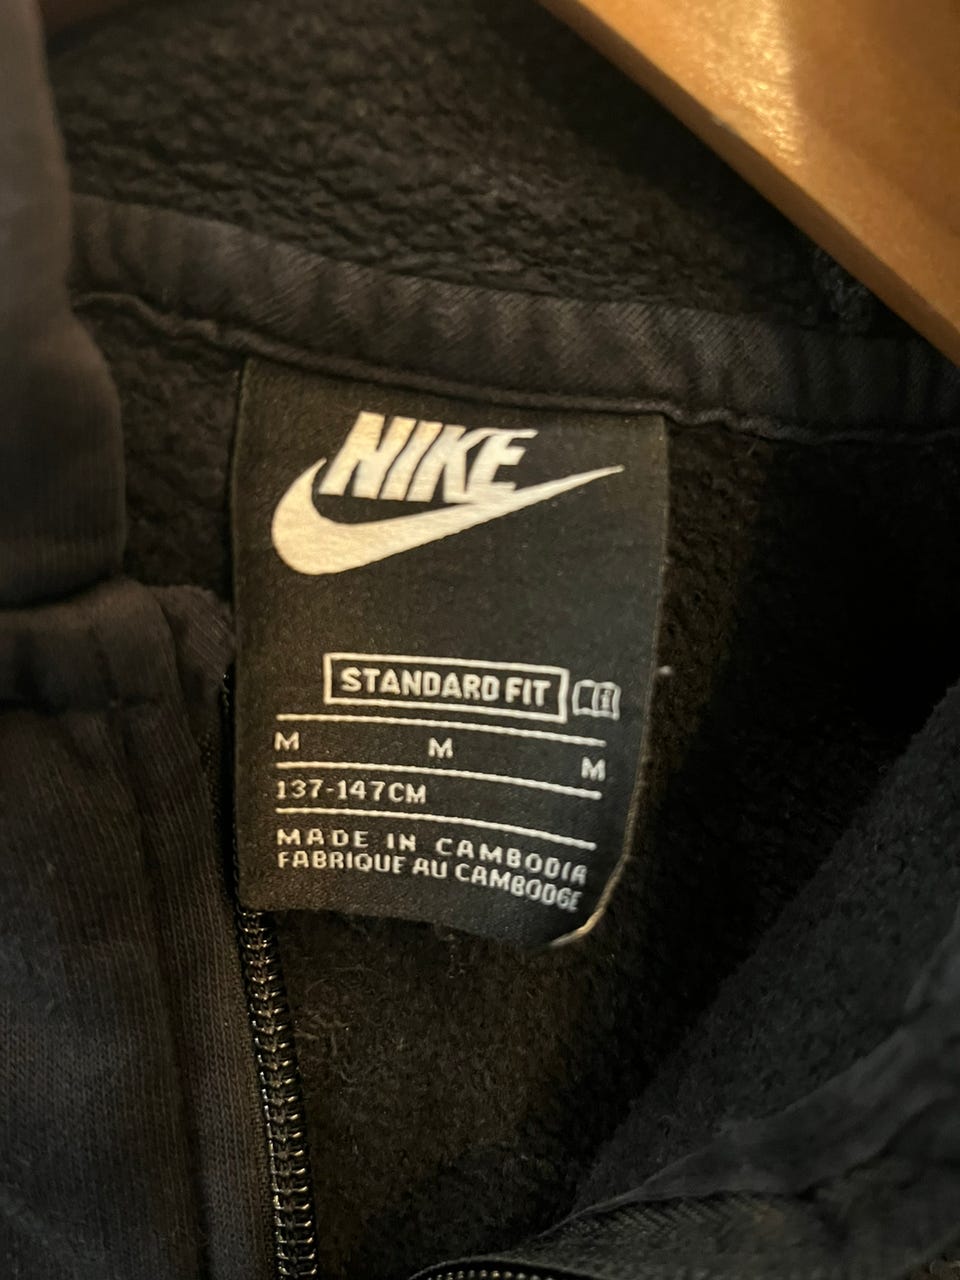 NIKE
STANDARD FIT
M M M
137-147CM
MADE IN CAMBODIA
FABRIQUE AU CAMBODGE